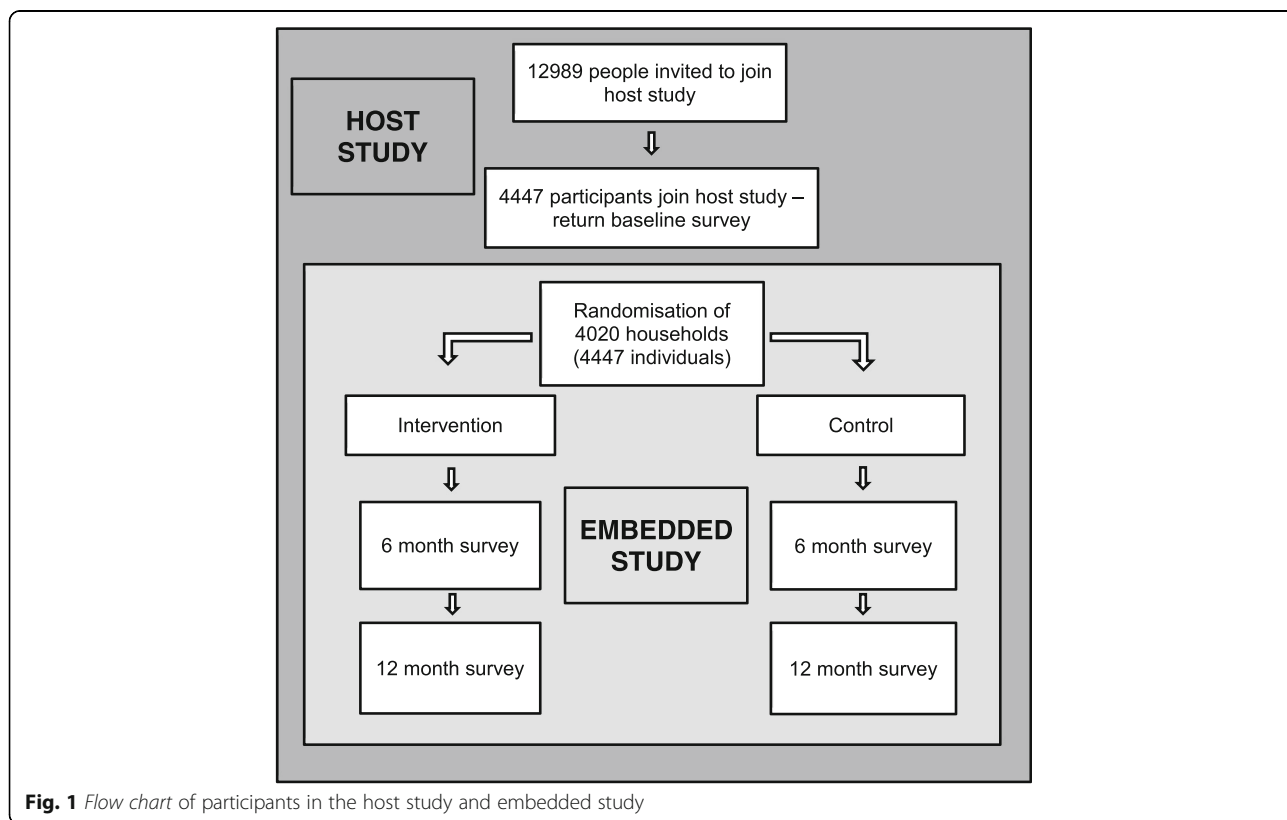 12989 people invited to join
host study
HOST
STUDY
4447 participants join host study –
return baseline survey
Randomisation of
4020 households
(4447 individuals)
Intervention
Control
6 month survey
EMBEDDED
STUDY
6 month survey
12 month survey
12 month survey
Fig. 1 Flow chart of participants in the host study and embedded study